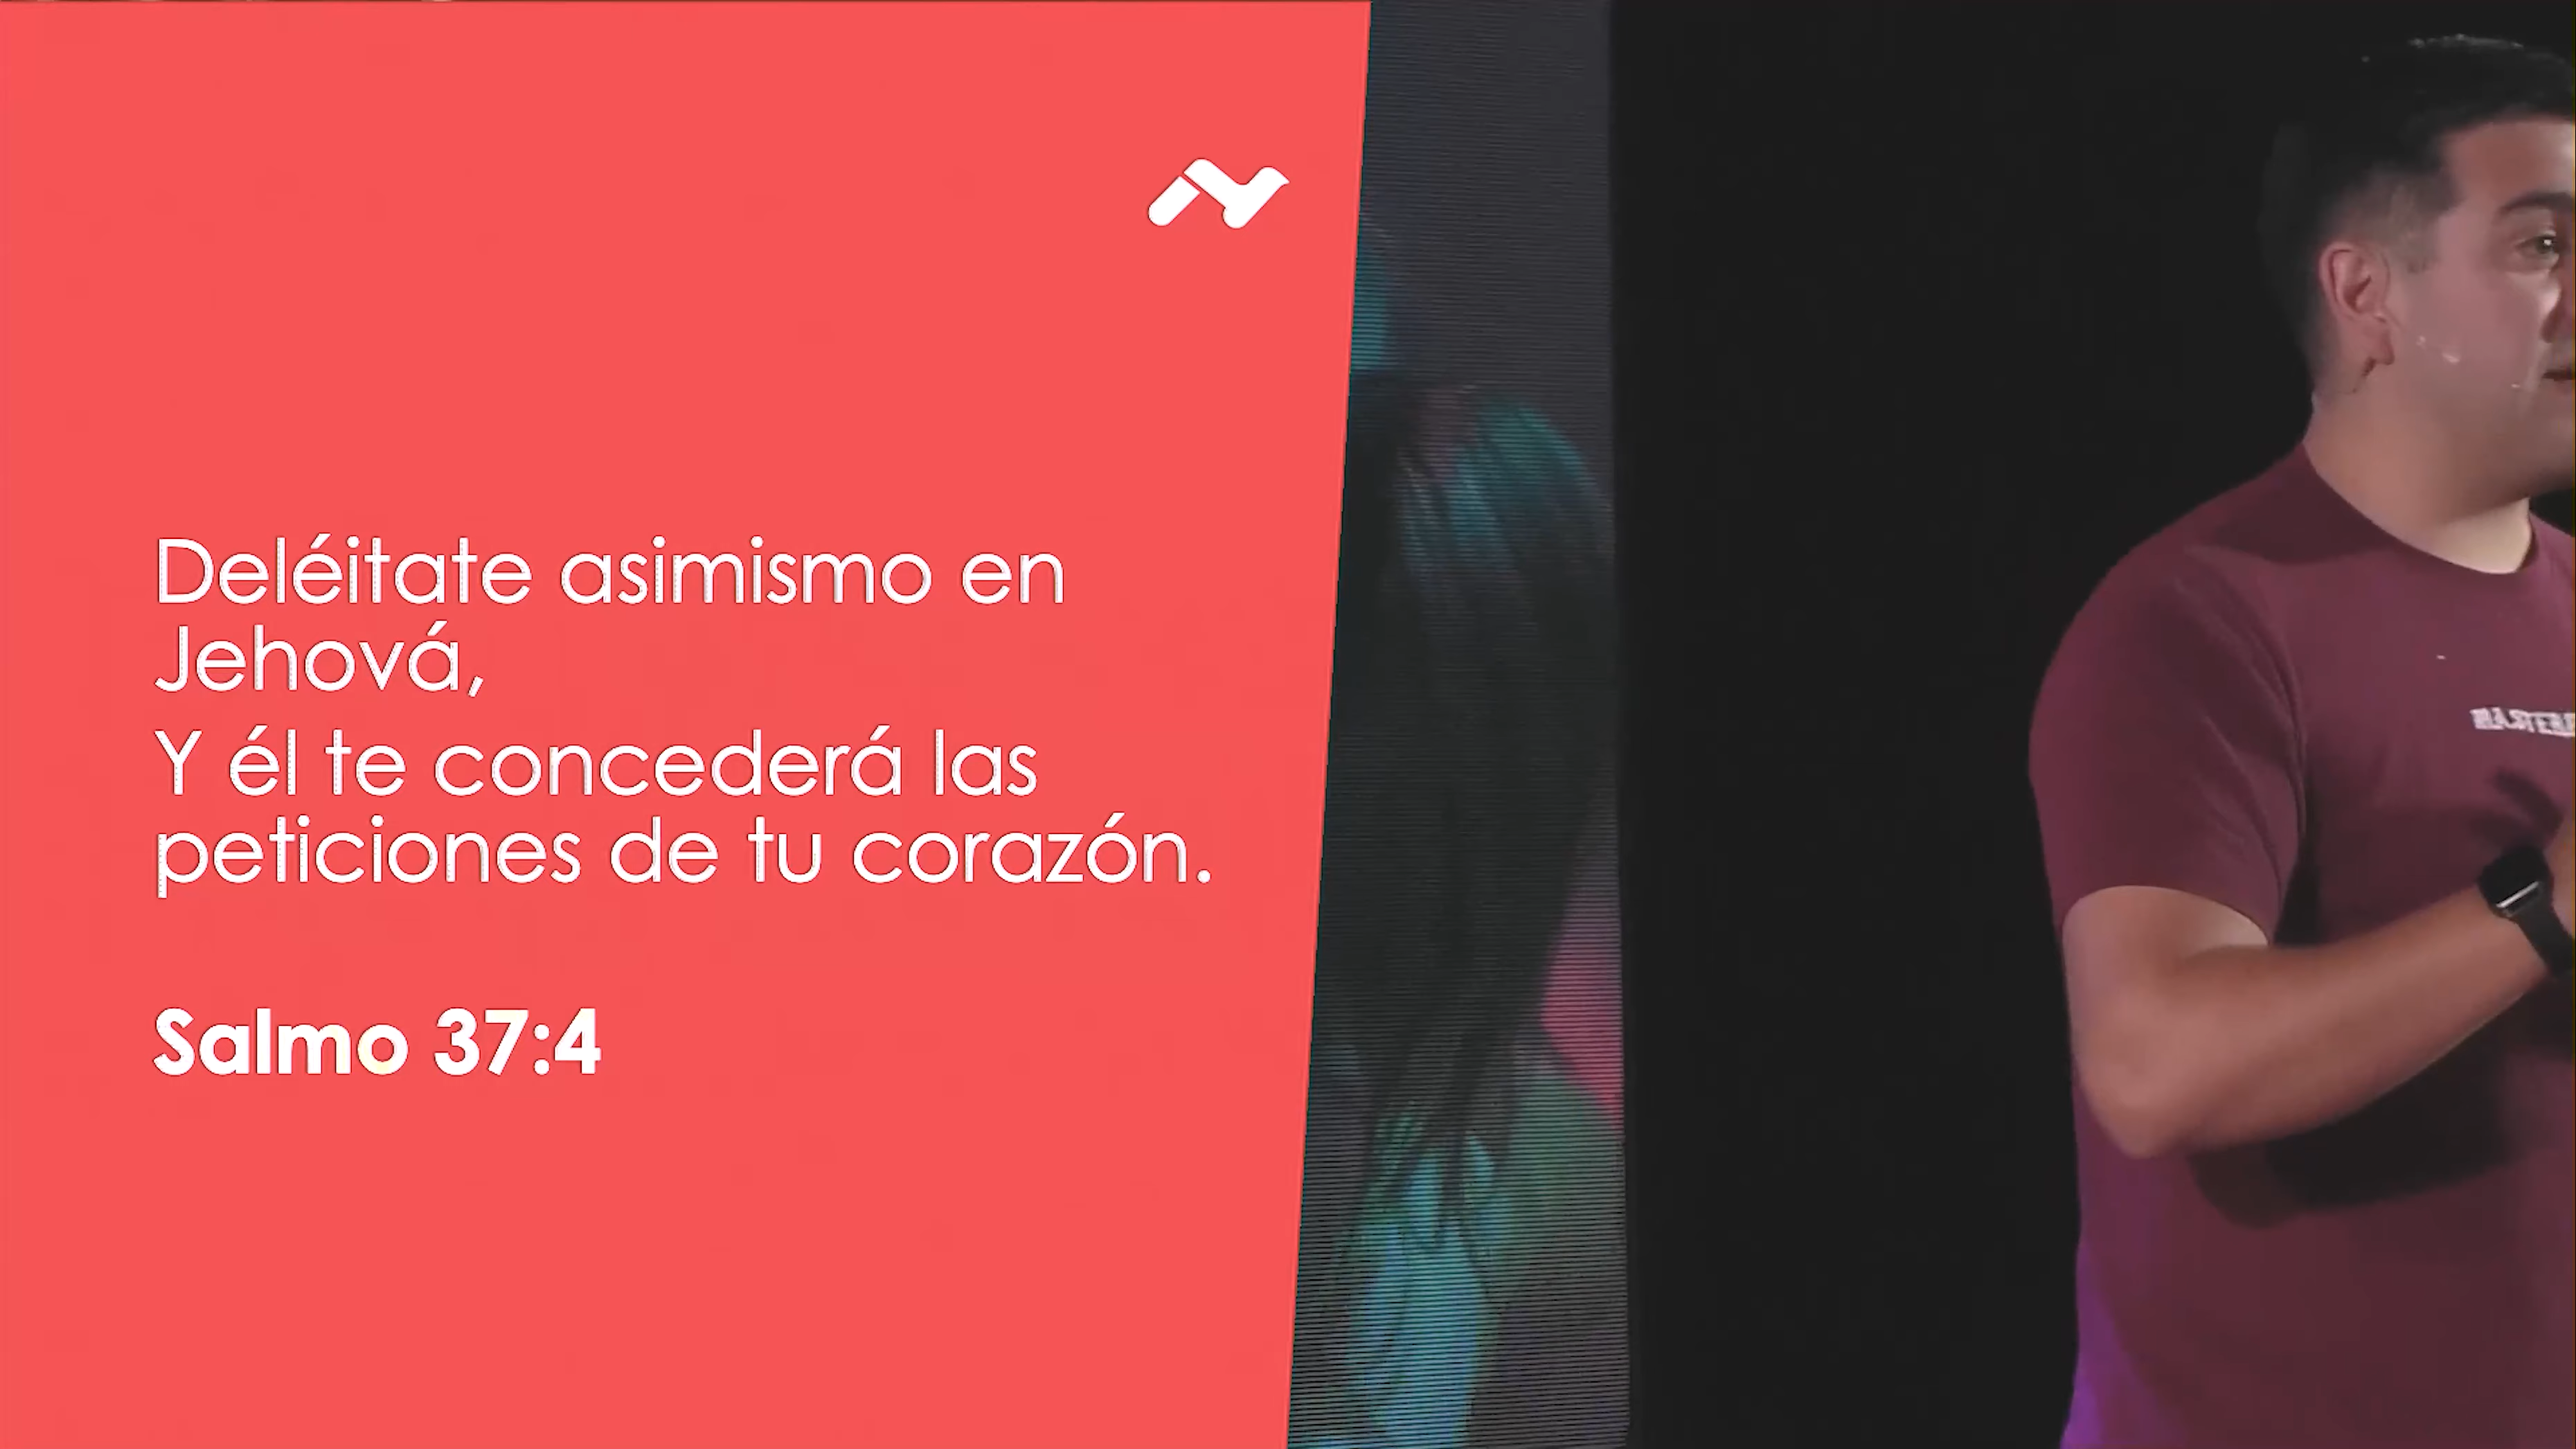 Deléitate asimismo en
Jehová,
Y él te concederá las
peticiones de tu corazón.
Salmo 37:4